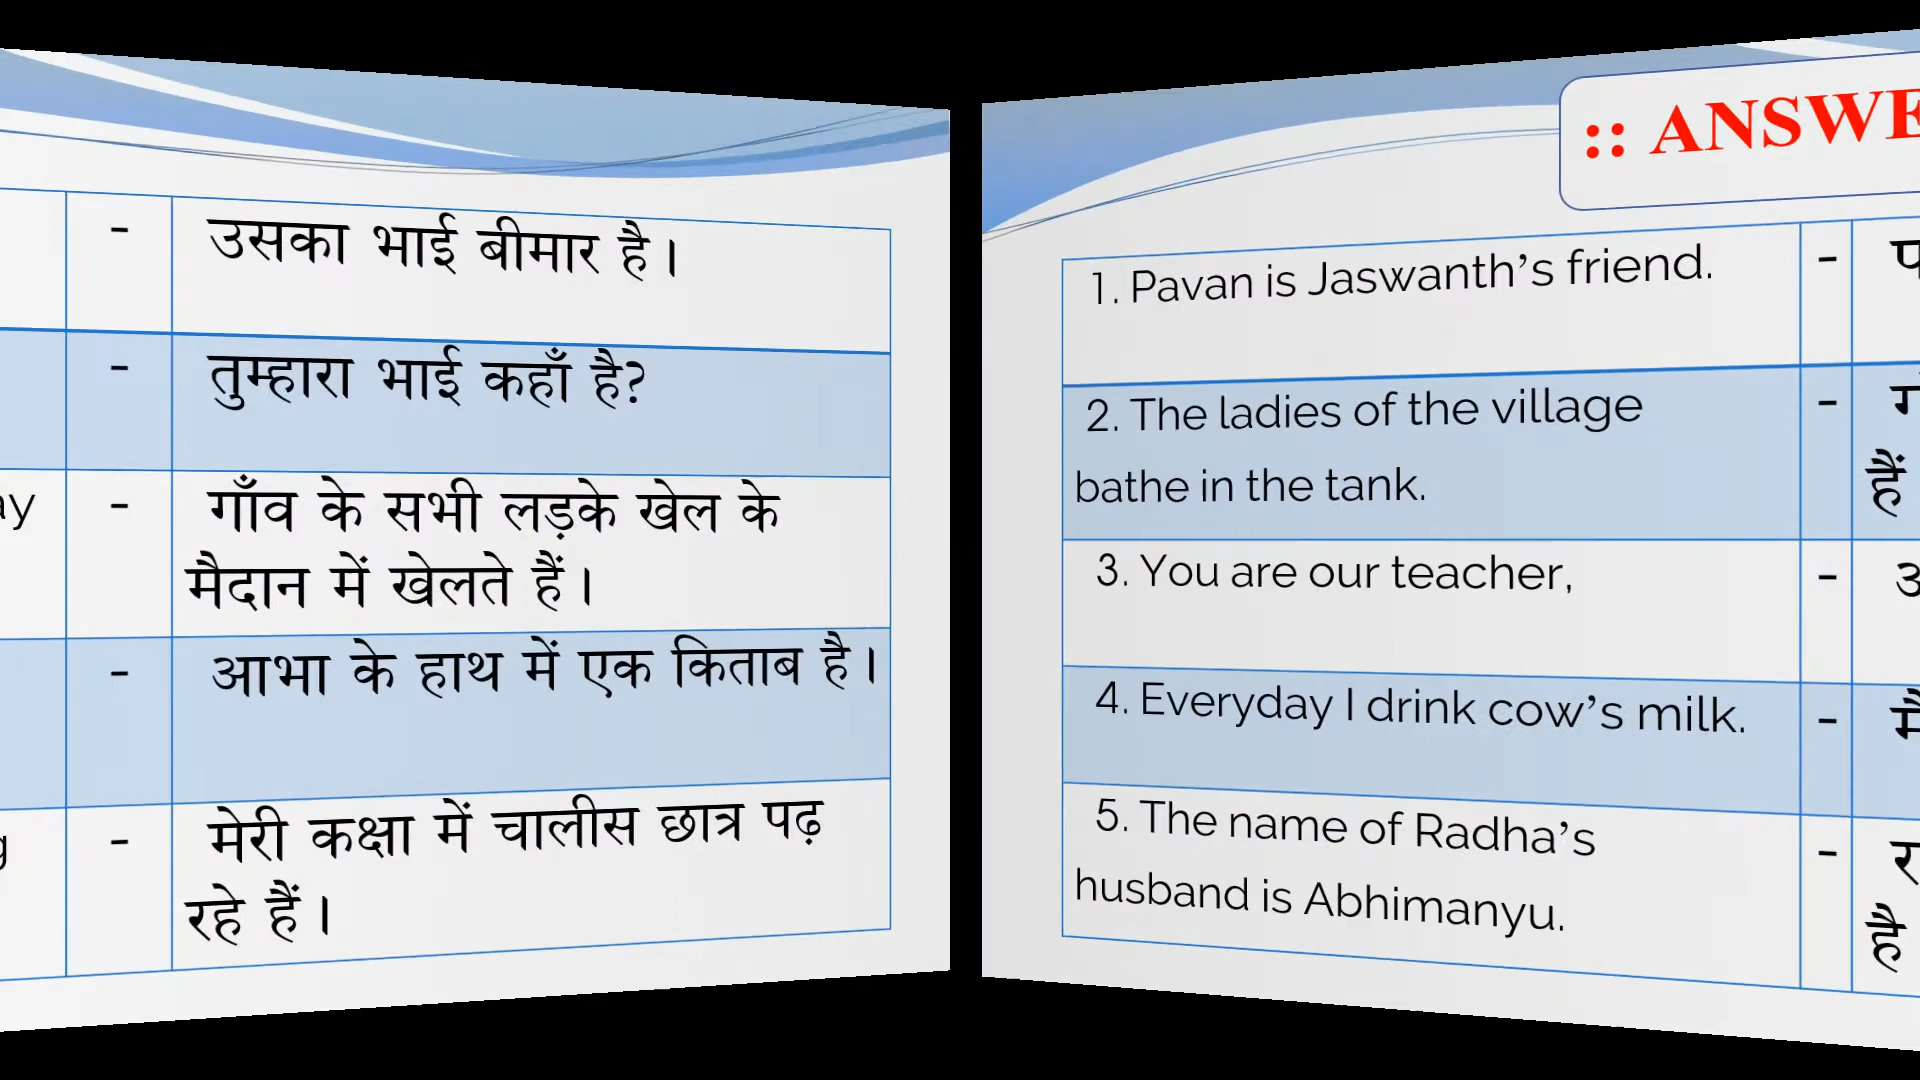 - उसका भाई बीमार है।
- तुम्हारा भाई कहाँ है?
- गाँव के सभी लड़के खेल के
मैदान में खेलते हैं।
- आभा के हाथ में एक किताब है।
- मेरी कक्षा में चालीस छात्र पढ़
रहे हैं।
:: ANSWE
1. Pavan is Jaswanth’s friend. -
2. The ladies of the village -
bathe in the tank. हैं
3. You are our teacher, -
4. Everyday I drink cow’s milk. -
5. The name of Radha’s -
husband is Abhimanyu. है